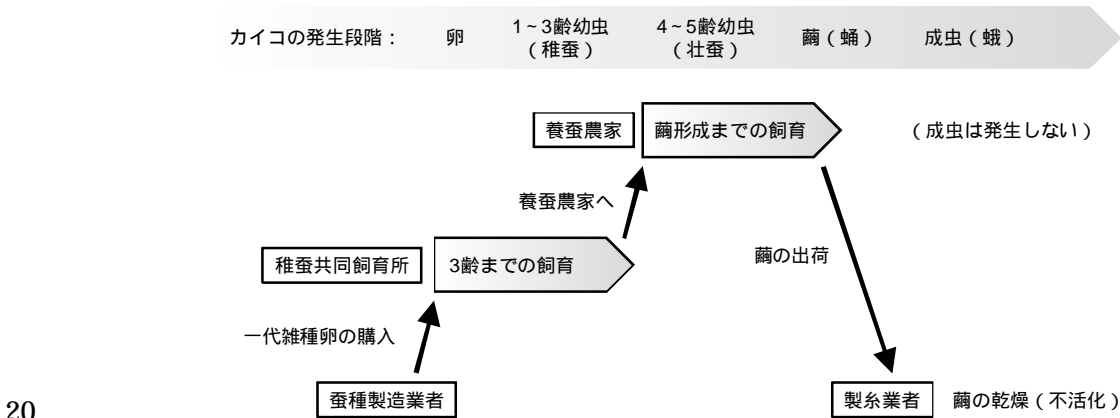 カイコの発生段階： 卵 1~3齢幼虫（稚蚕） 4~5齢幼虫（壮蚕） 繭（蛹） 成虫（蛾）
養蚕農家 繭形成までの飼育 （成虫は発生しない）
養蚕農家へ
繭の出荷
稚蚕共同飼育所 3齢までの飼育
一代雑種卵の購入
20 蚕種製造業者 製糸業者 繭の乾燥（不活化）